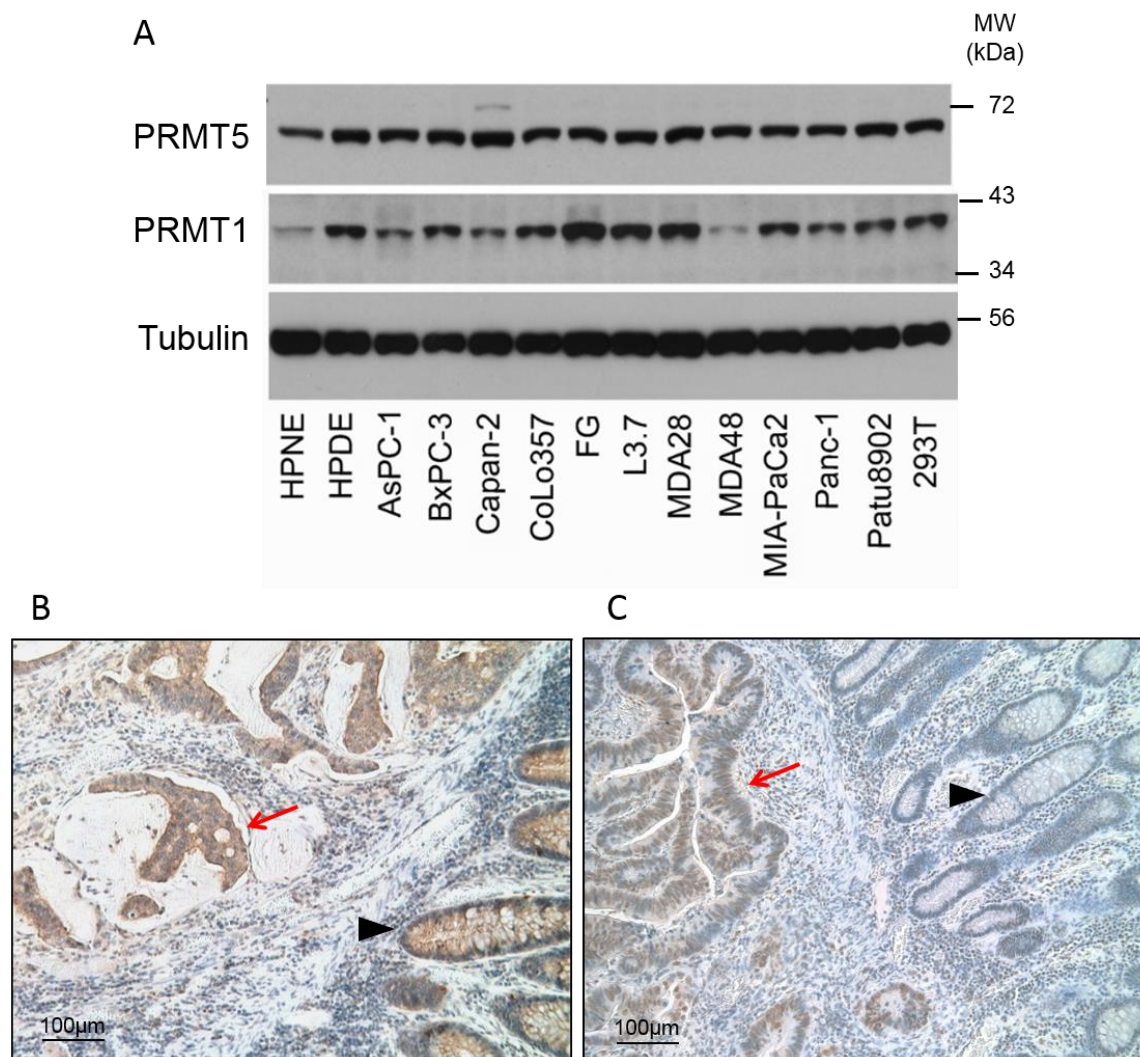 A
MW
(kDa)
PRMT5
72
PRMT1
43
34
Tubulin
56
HPNE
HPDE
AsPC-1
BxPC-3
Capan-2
CoLo357
FG
L3.7
MDA28
MDA48
MIA-PaCa2
Panc-1
Patu8902
293T
B
C
100µm
100µm